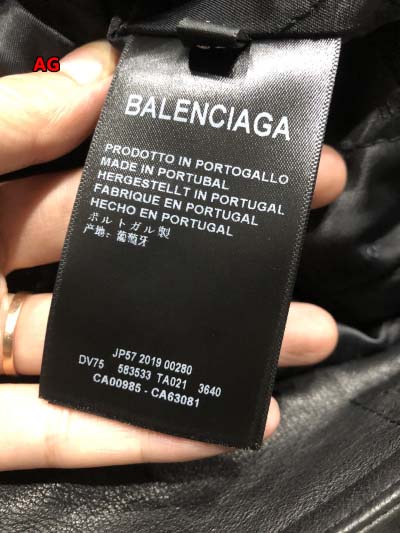 AG
BALENCIAGA
PRODOTTO IN PORTOGALLO
MADE IN PORTUBAL
HERGESTELLT IN PORTUGAL
FABRIQUE EN PORTUGAL
HECHO EN PORTUGAL
ポルトガル製
产地: 葡萄牙
JP57 2019 00280
DV75 583533 TA021 3640
CA00985 - CA63081